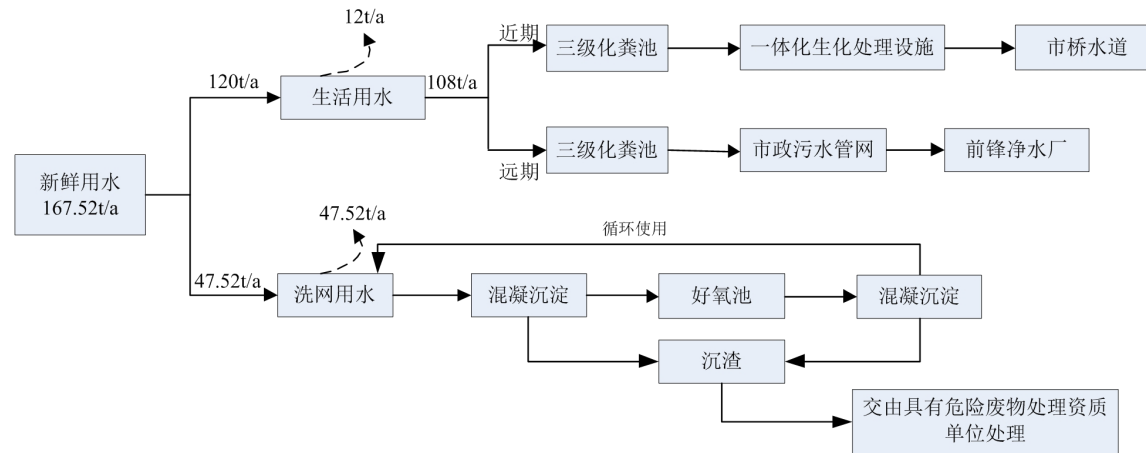 12t/a
近期
三级化粪池
一体化生化处理设施
市桥水道
120t/a
生活用水
108t/a
三级化粪池
市政污水管网
前锋净水厂
远期
新鲜用水
167.52t/a
47.52t/a
循环使用
47.52t/a
洗网用水
混凝沉淀
好氧池
混凝沉淀
沉渣
交由具有危险废物处理资质
单位处理